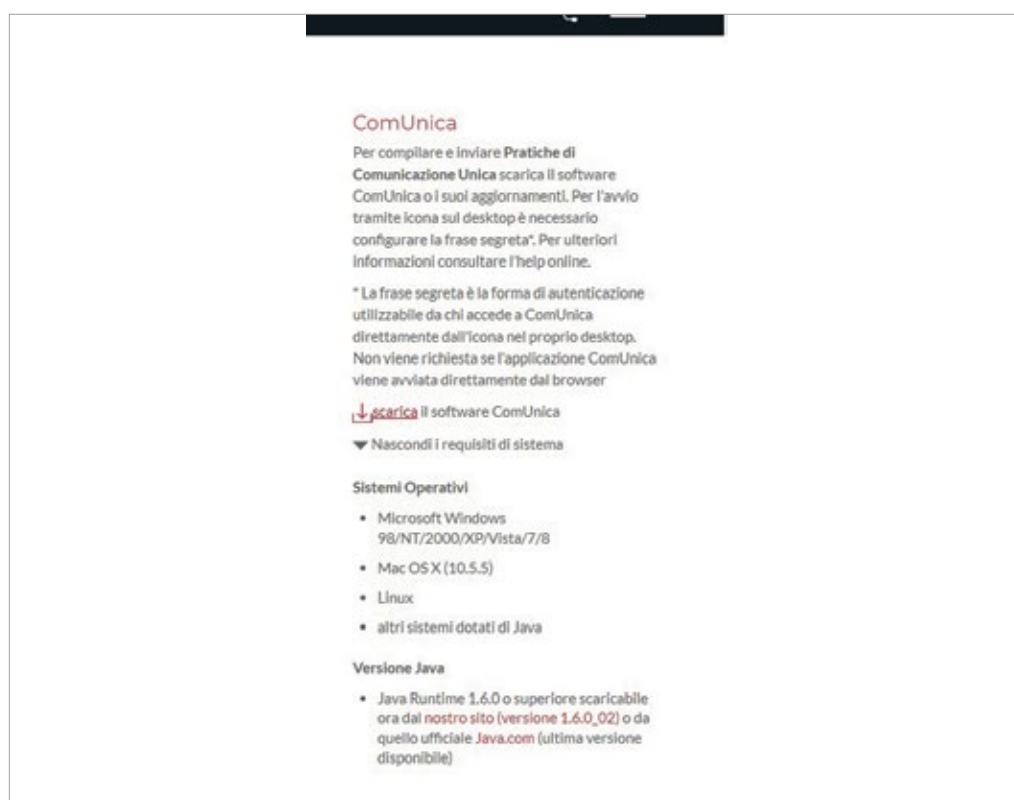 ComUnica
Per compilare e inviare Pratiche di
Comunicazione Unica scarica il software
ComUnica o i suoi aggiornamenti. Per l'avvio
tramite icona sul desktop è necessario
configurare la frase segreta*. Per ulteriori
informazioni consultare l'help online.
* La frase segreta è la forma di autenticazione
utilizzabile da chi accede a ComUnica
direttamente dall'icona nel proprio desktop.
Non viene richiesta se l'applicazione ComUnica
viene avviata direttamente dal browser
scarica il software ComUnica
Nascondi i requisiti di sistema
Sistemi Operativi
• Microsoft Windows
98/NT/2000/XP/Vista/7/8
• Mac OS X (10.5.5)
• Linux
• altri sistemi dotati di Java
Versione Java
• Java Runtime 1.6.0 o superiore scaricabile
ora dal nostro sito (versione 1.6.0_02) o da
quello ufficiale Java.com (ultima versione
disponibile)